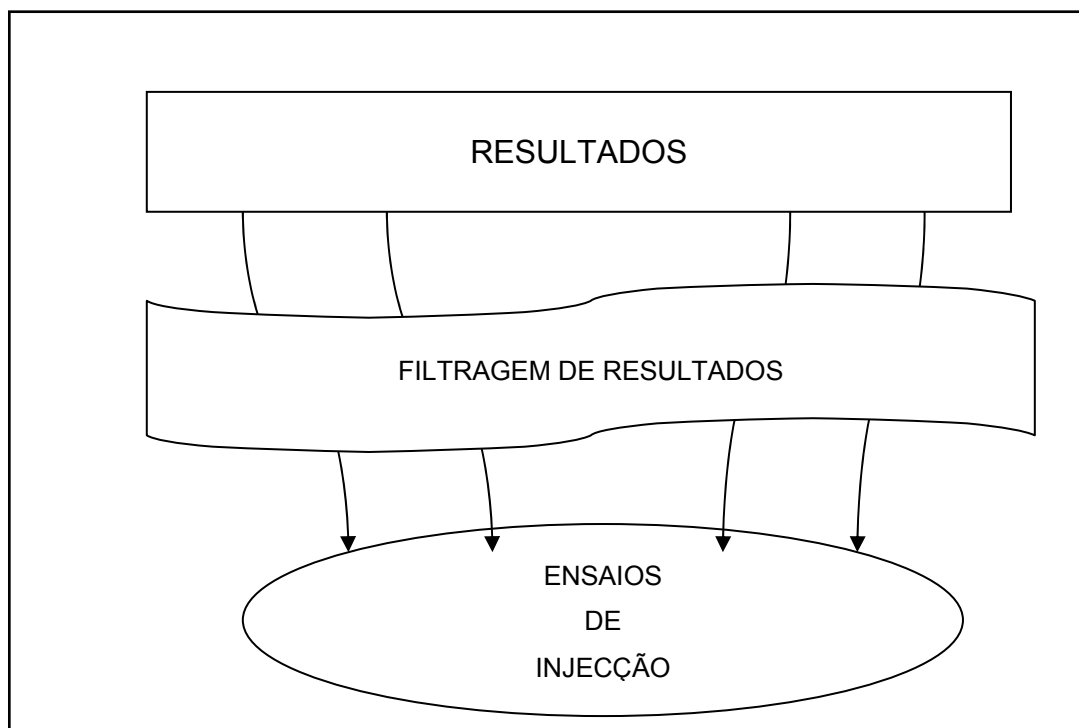 RESULTADOS
FILTRAGEM DE RESULTADOS
ENSAIOS
DE
INJECÇÃO